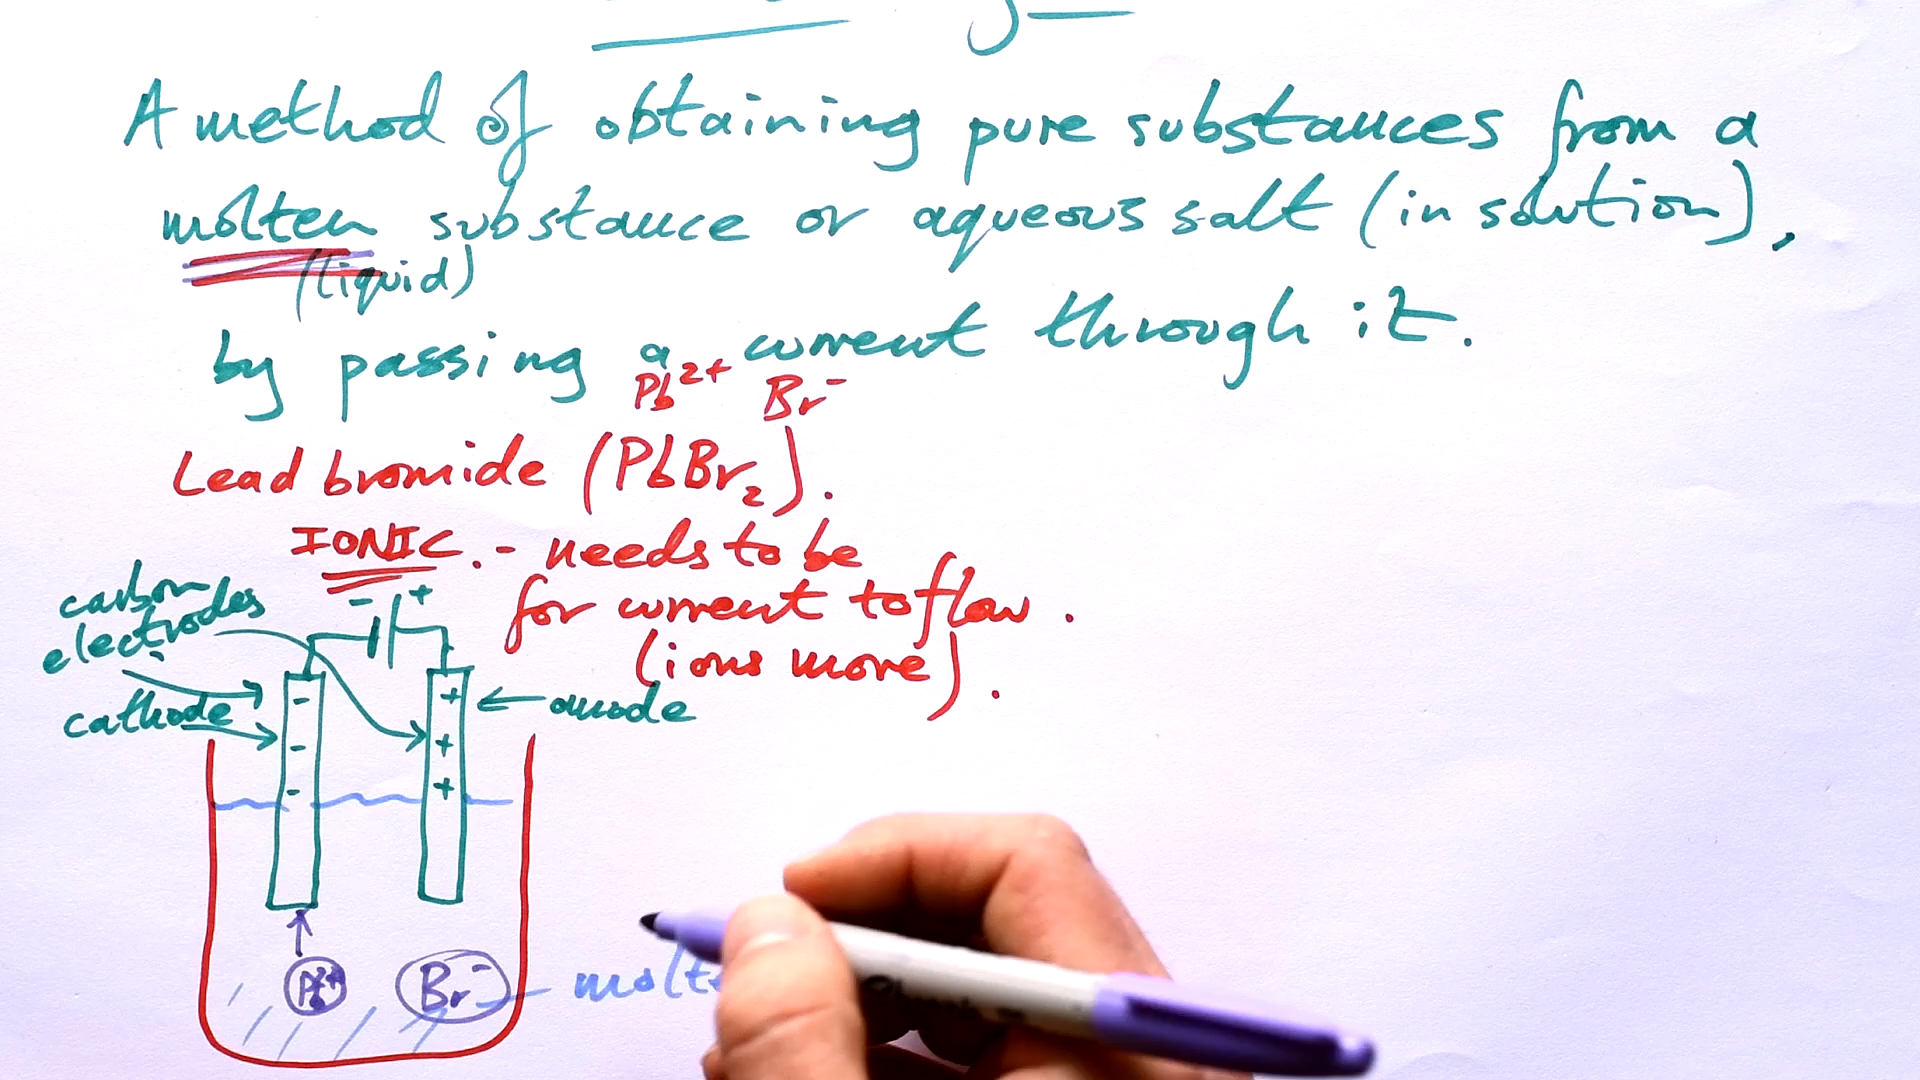 A method of obtaining pure substances from a
molten substance or aqueous salt (in solution),
(liquid)
by passing a current through it.
Pb²⁺ Br⁻
Lead bromide (PbBr₂).
IONIC. - needs to be
for current to flow.
(ions move).
carbon
electrodes
- +
cathode
anode
- +
- +
- +
Pb²⁺ Br⁻